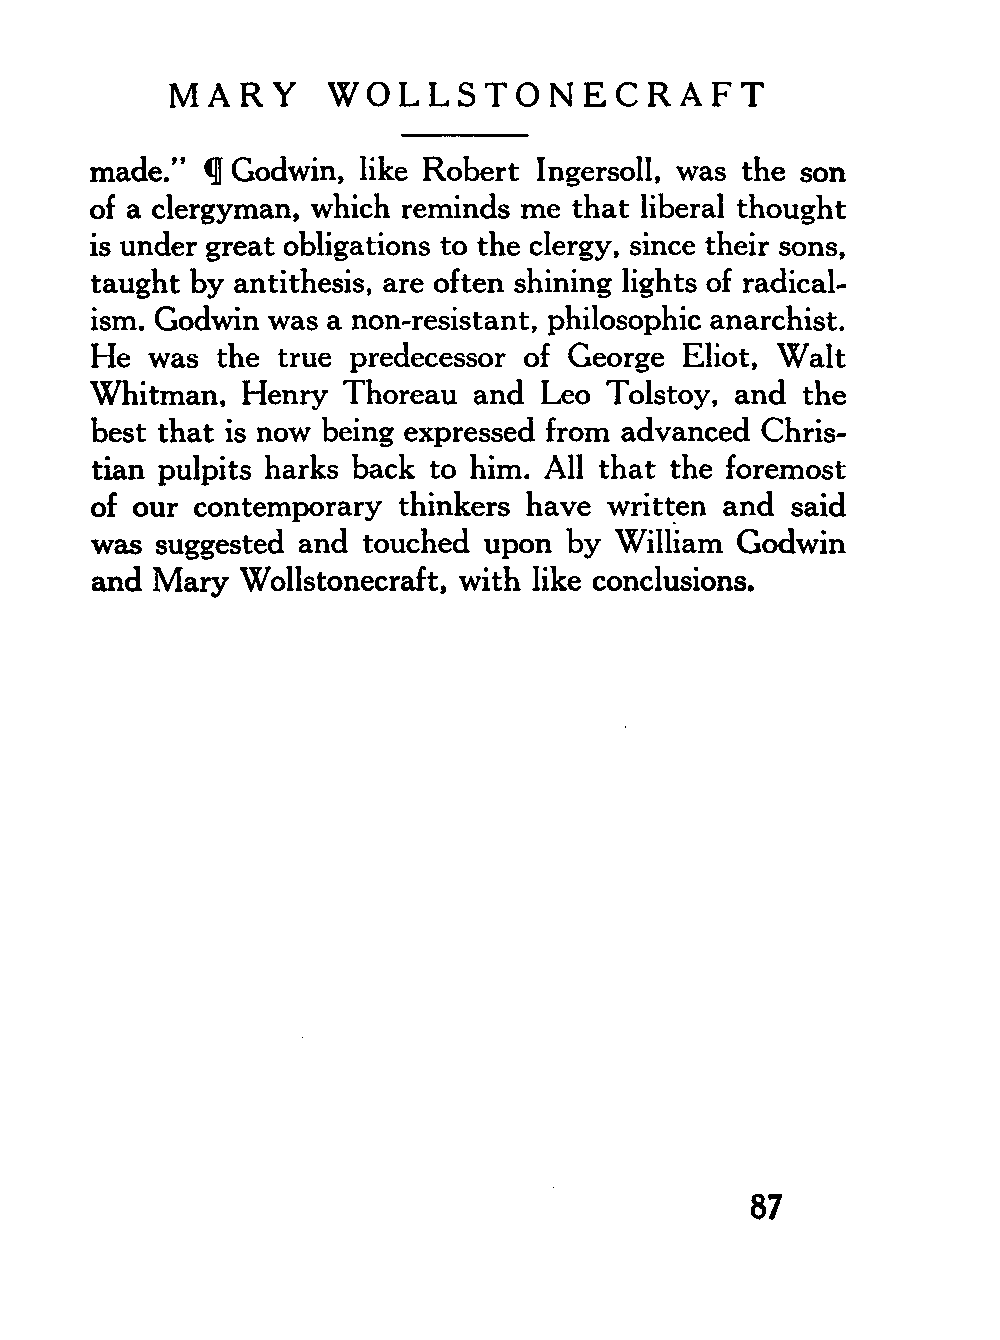 MARY WOLLSTONECRAFT
made." ¶ Godwin, like Robert Ingersoll, was the son
of a clergyman, which reminds me that liberal thought
is under great obligations to the clergy, since their sons,
taught by antithesis, are often shining lights of radical-
ism. Godwin was a non-resistant, philosophic anarchist.
He was the true predecessor of George Eliot, Walt
Whitman, Henry Thoreau and Leo Tolstoy, and the
best that is now being expressed from advanced Chris-
tian pulpits harks back to him. All that the foremost
of our contemporary thinkers have written and said
was suggested and touched upon by William Godwin
and Mary Wollstonecraft, with like conclusions.
87